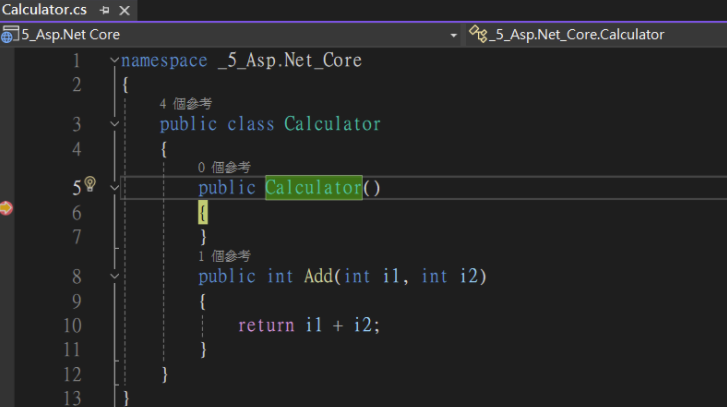 Calculator.cs
5_Asp.Net Core
_5_Asp.Net_Core.Calculator
1 namespace _5_Asp.Net_Core
2 {
4 個參考
3 public class Calculator
4 {
0 個參考
5 public Calculator()
6 {
7 }
1 個參考
8 public int Add(int i1, int i2)
9 {
10 return i1 + i2;
11 }
12 }
13 }